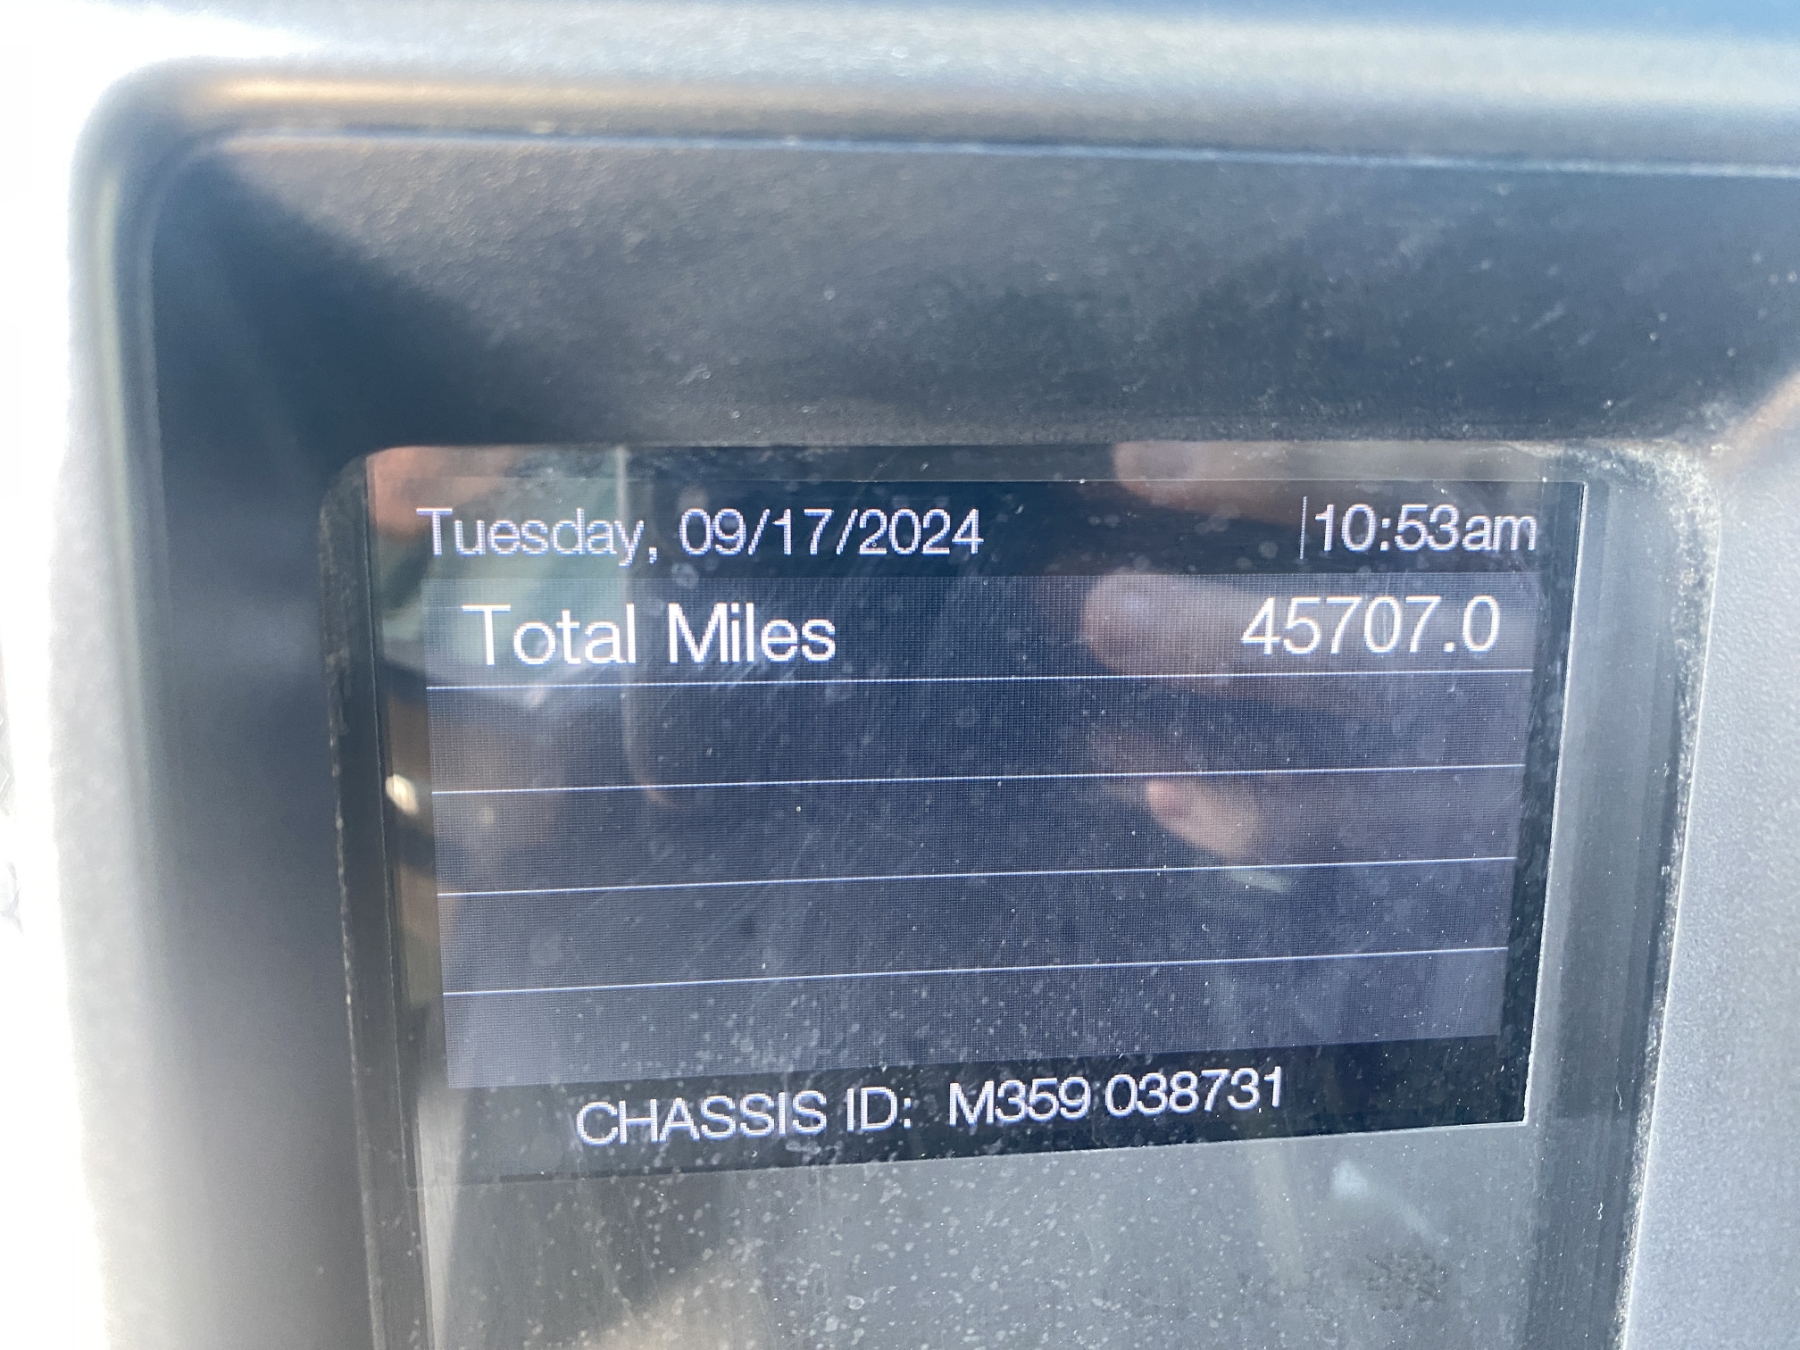 Tuesday, 09/17/2024 10:53am
Total Miles 45707.0
CHASSIS ID: M359 038731